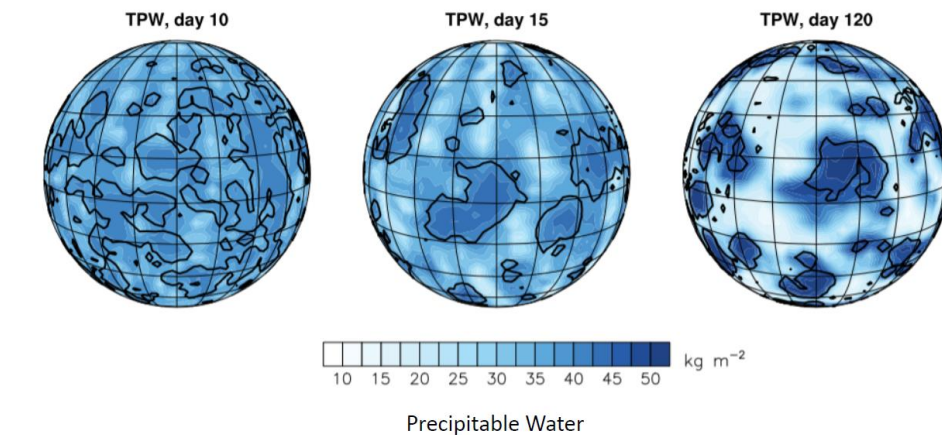 TPW, day 10
TPW, day 15
TPW, day 120
10 15 20 25 30 35 40 45 50 kg m⁻²
Precipitable Water